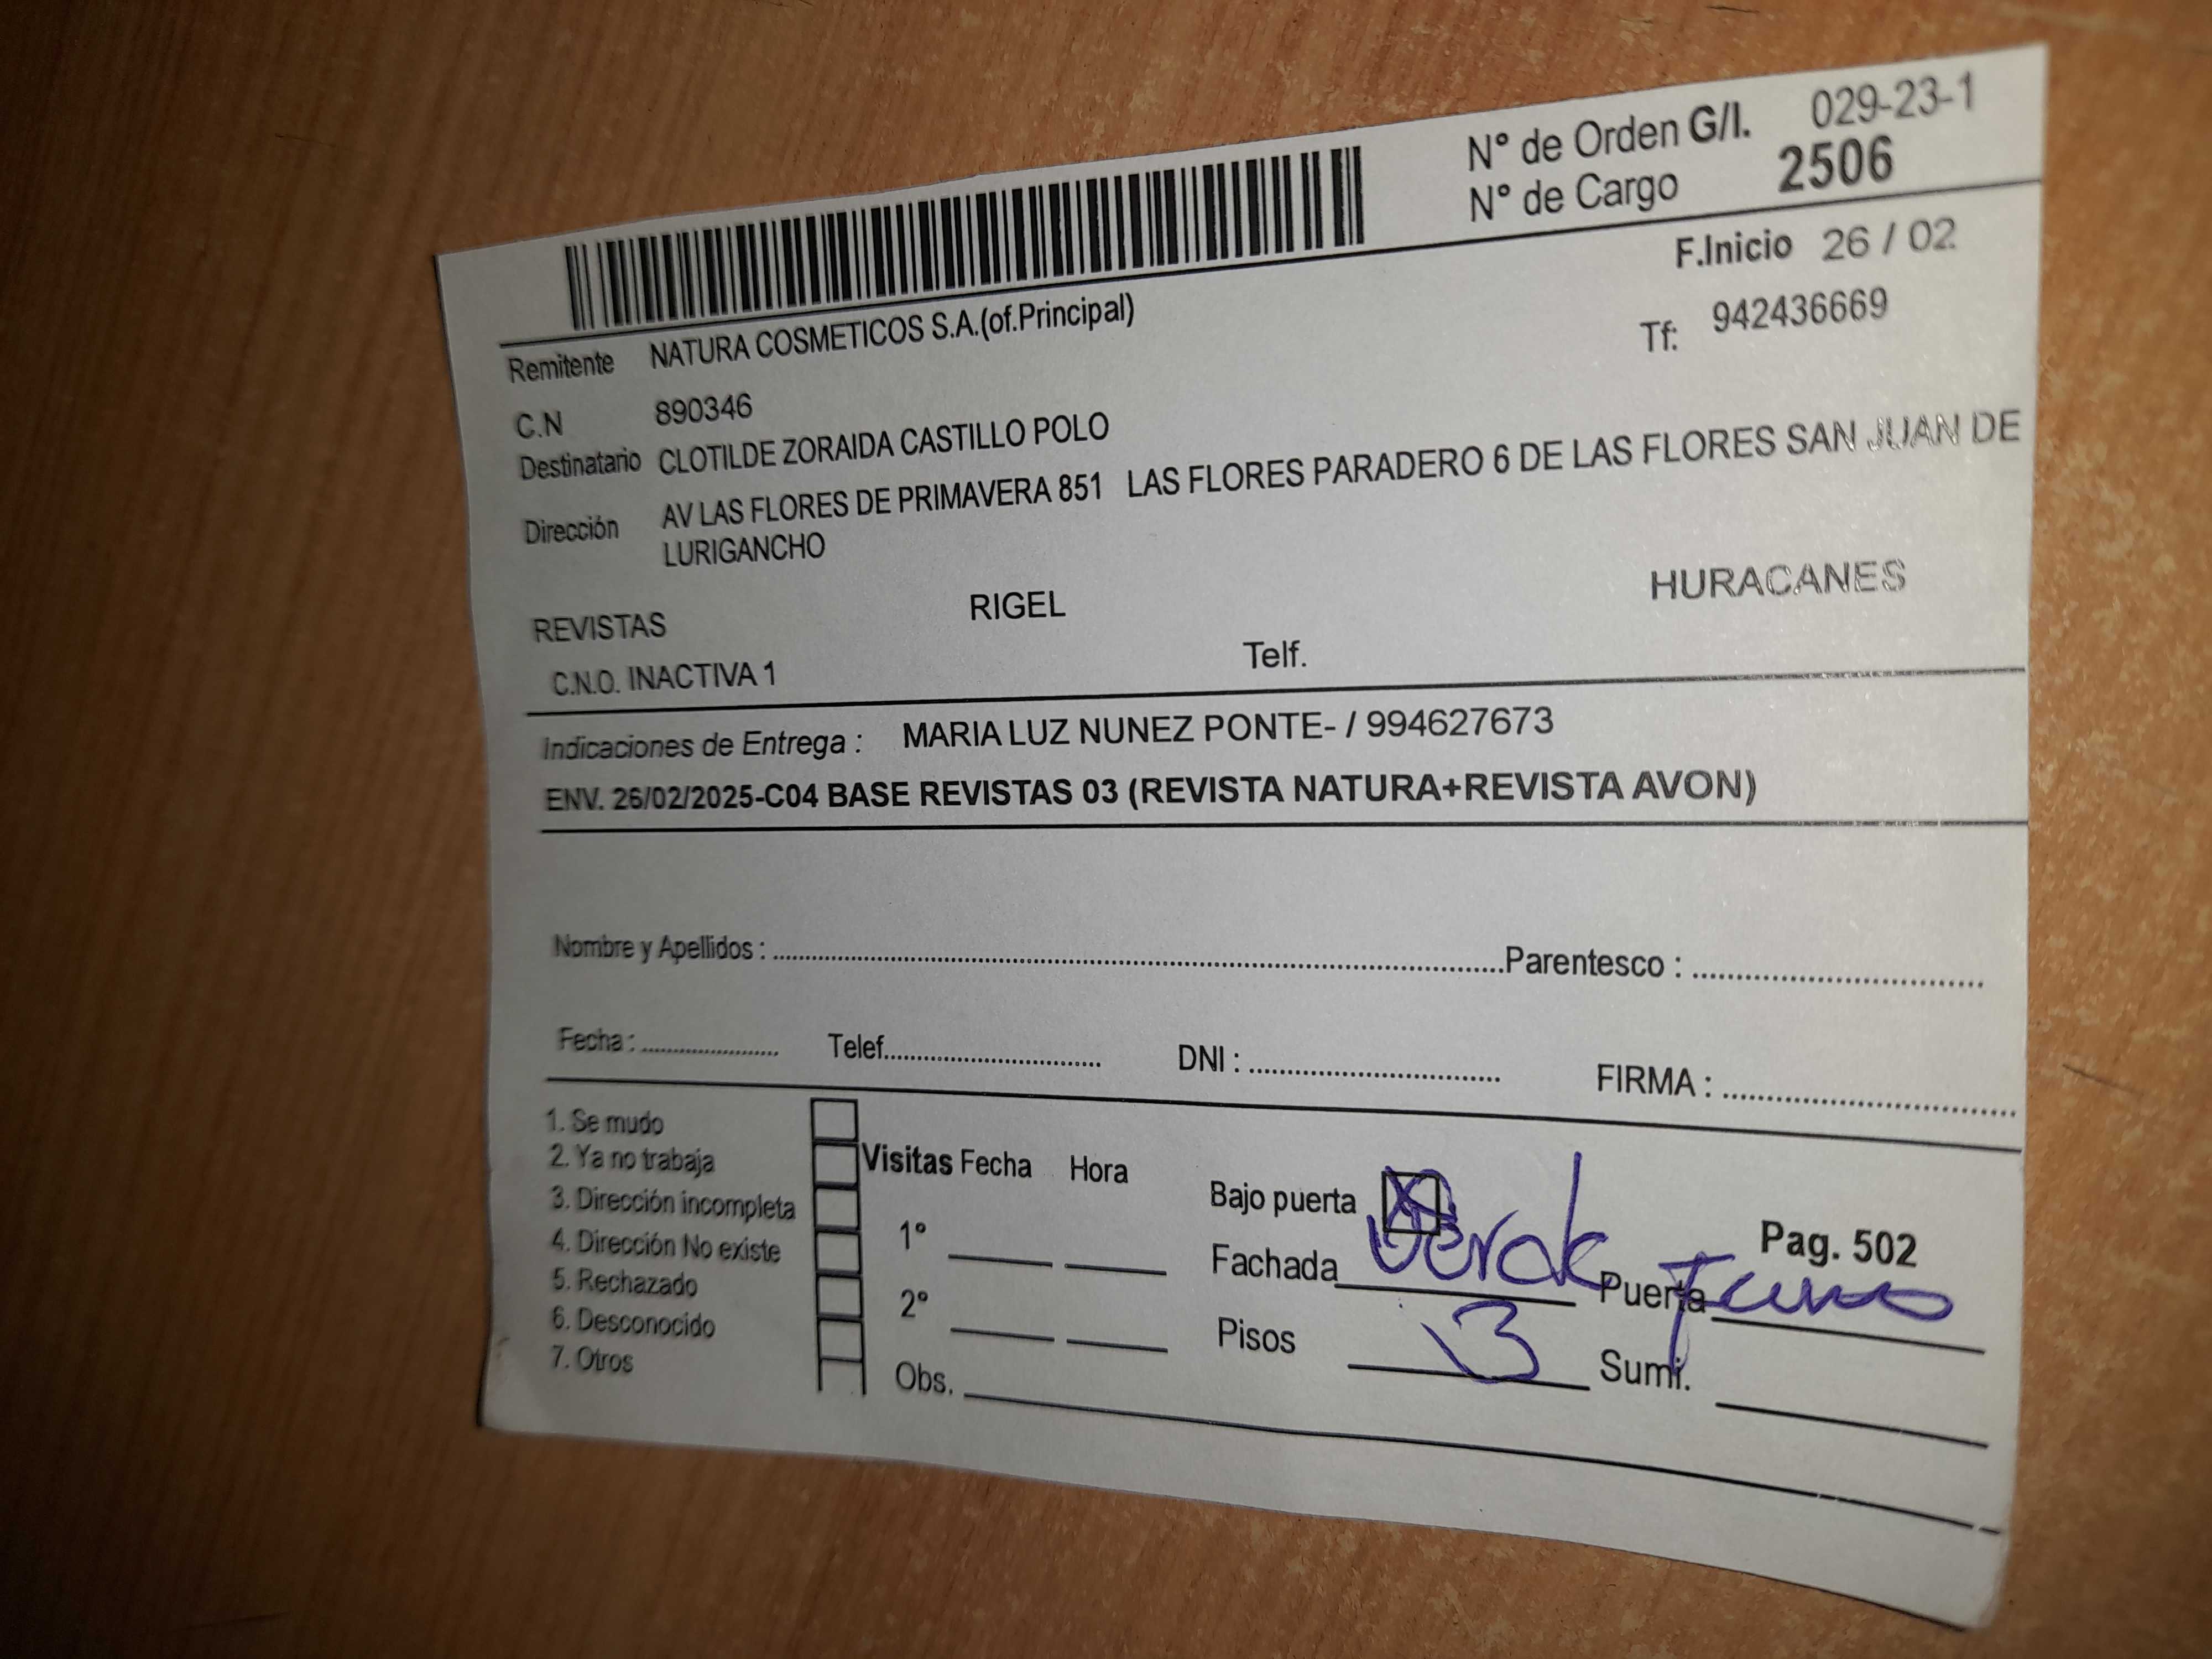 N° de Orden G/I. 029-23-1
N° de Cargo 2506
F.Inicio 26 / 02
Remitente NATURA COSMETICOS S.A.(of.Principal)
Tf: 942436669
C.N 890346
Destinatario CLOTILDE ZORAIDA CASTILLO POLO
Dirección AV LAS FLORES DE PRIMAVERA 851 LAS FLORES PARADERO 6 DE LAS FLORES SAN JUAN DE
LURIGANCHO
REVISTAS RIGEL HURACANES
C.N.O. INACTIVA 1 Telf.
Indicaciones de Entrega : MARIA LUZ NUNEZ PONTE- / 994627673
ENV. 26/02/2025-C04 BASE REVISTAS 03 (REVISTA NATURA+REVISTA AVON)
Nombre y Apellidos : Parentesco :
Fecha : Telef. DNI : FIRMA :
1. Se mudo
2. Ya no trabaja
3. Dirección incompleta
4. Dirección No existe
5. Rechazado
6. Desconocido
7. Otros
Visitas Fecha Hora
1°
2°
Obs.
Bajo puerta X
Pag. 502
Fachada Verde Puerta
Pisos 3 Sumi.